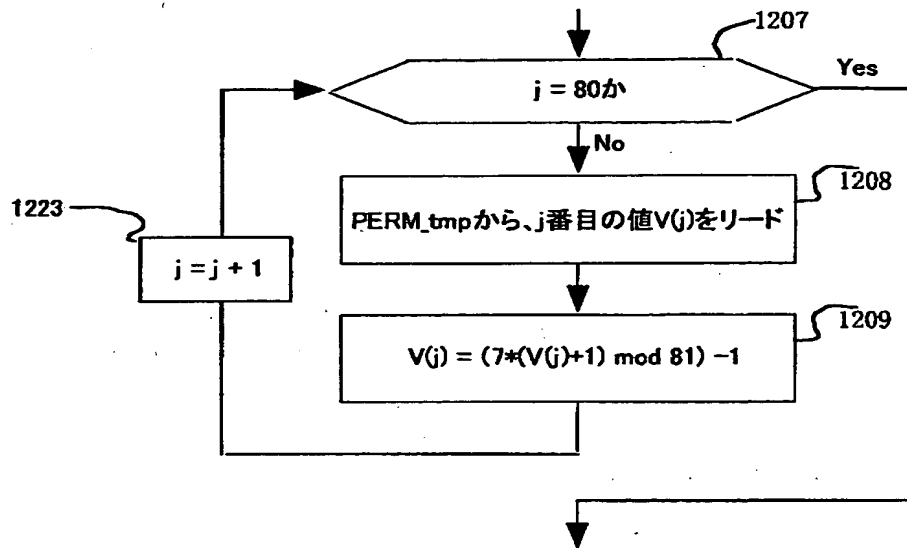 1207
j = 80か
Yes
No
1208
PERM_tmpから、j番目の値V(j)をリード
1223
j = j + 1
1209
V(j) = (7*(V(j)+1) mod 81) −1